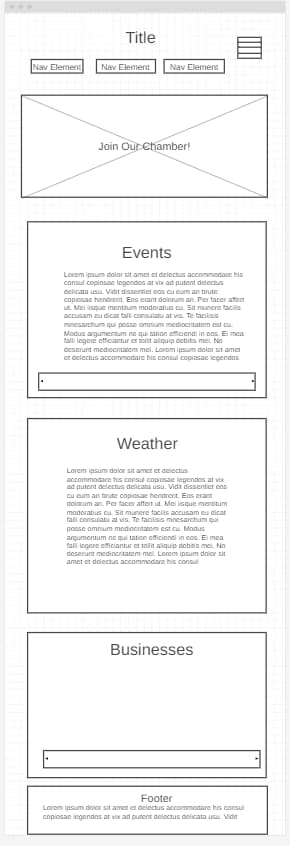 Title
Nav Element
Nav Element
Nav Element
Join Our Chamber!
Events
Lorem ipsum dolor sit amet et delectus accommodare his
consul copiosae legendos at vix ad putent delectus
delicata usu. Vidit dissentiet eos cu eum an brute
copiosae hendrerit. Eos erant dolorum an. Per facer affert
ut. Mei iisque mentitum moderatius cu. Sit munere facilis
accusam eu dicat falli consulatu at vis. Te facilisis
mnesarchum qui posse omnium mediocritatem est cu.
Modus argumentum ne qui tation efficiendi in eos. Ei mea
falli legere efficiantur et tollit aliquip debitis mei. No
deserunt mediocritatem mei. Lorem ipsum dolor sit amet
et delectus accommodare his consul copiosae legendos
Weather
Lorem ipsum dolor sit amet et delectus
accommodare his consul copiosae legendos at vix
ad putent delectus delicata usu. Vidit dissentiet eos
cu eum an brute copiosae hendrerit. Eos erant
dolorum an. Per facer affert ut. Mei iisque mentitum
moderatius cu. Sit munere facilis accusam eu dicat
falli consulatu at vis. Te facilisis mnesarchum qui
posse omnium mediocritatem est cu. Modus
argumentum ne qui tation efficiendi in eos. Ei mea
falli legere efficiantur et tollit aliquip debitis mei. No
deserunt mediocritatem mei. Lorem ipsum dolor sit
amet et delectus accommodare his consul
Businesses
Footer
Lorem ipsum dolor sit amet et delectus accommodare his consul
copiosae legendos at vix ad putent delectus delicata usu. Vidit